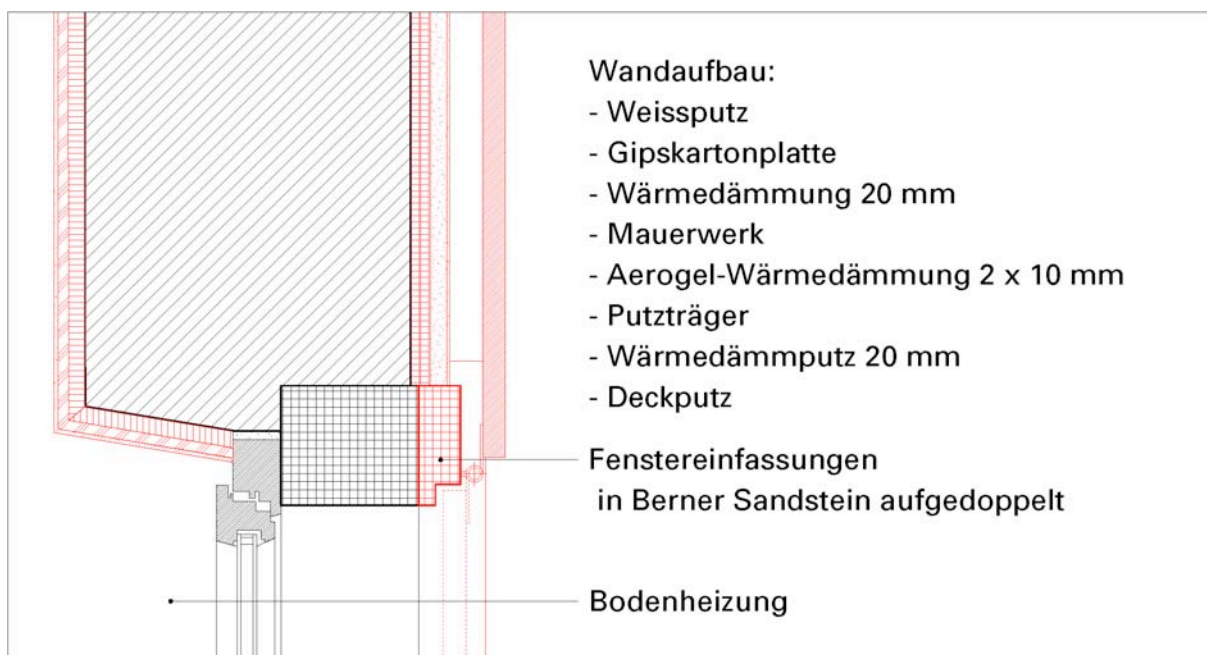 Wandaufbau:
- Weissputz
- Gipskartonplatte
- Wärmedämmung 20 mm
- Mauerwerk
- Aerogel-Wärmedämmung 2 x 10 mm
- Putzträger
- Wärmedämmputz 20 mm
- Deckputz
Fenstereinfassungen
in Berner Sandstein aufgedoppelt
Bodenheizung